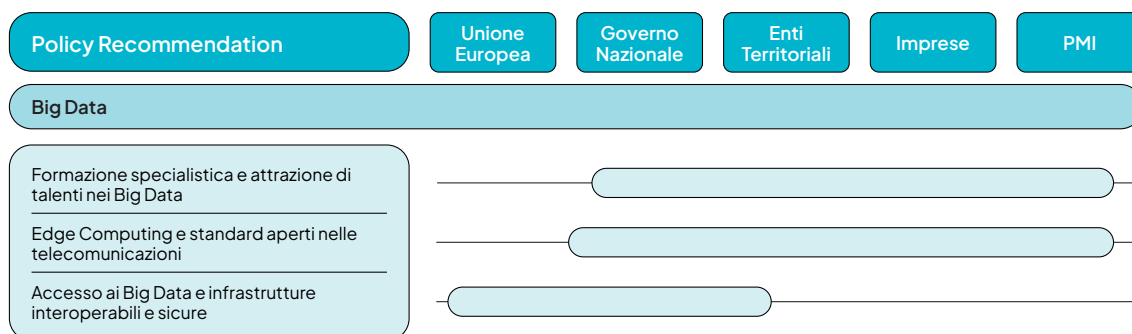 Policy Recommendation
Unione
Europea
Governo
Nazionale
Enti
Territoriali
Imprese
PMI
Big Data
Formazione specialistica e attrazione di
talenti nei Big Data
Edge Computing e standard aperti nelle
telecomunicazioni
Accesso ai Big Data e infrastrutture
interoperabili e sicure